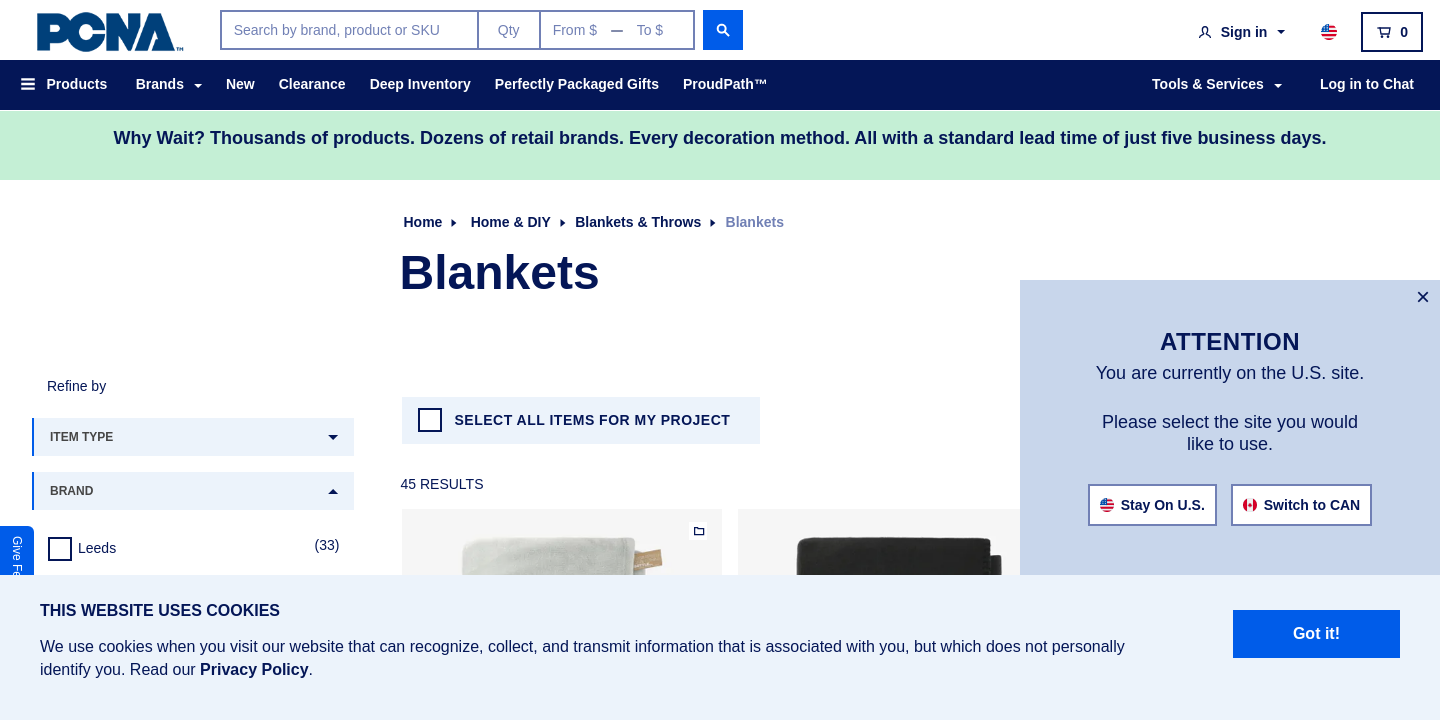 PCNA™
Search by brand, product or SKU Qty From $ — To $
Sign in 0
Products Brands New Clearance Deep Inventory Perfectly Packaged Gifts ProudPath™ Tools & Services Log in to Chat
Why Wait? Thousands of products. Dozens of retail brands. Every decoration method. All with a standard lead time of just five business days.
Home Home & DIY Blankets & Throws Blankets
Blankets
ATTENTION
You are currently on the U.S. site.
Please select the site you would
like to use.
Stay On U.S. Switch to CAN
Refine by
ITEM TYPE
BRAND
Leeds (33)
SELECT ALL ITEMS FOR MY PROJECT
45 RESULTS
Give Fe
THIS WEBSITE USES COOKIES
We use cookies when you visit our website that can recognize, collect, and transmit information that is associated with you, but which does not personally
identify you. Read our Privacy Policy.
Got it!